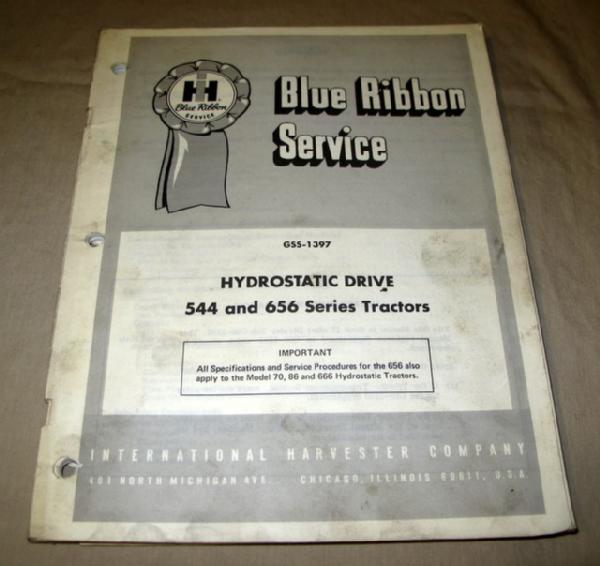 IH
Blue Ribbon
SERVICE
Blue Ribbon
Service
GSS-1397
HYDROSTATIC DRIVE
544 and 656 Series Tractors
IMPORTANT
All Specifications and Service Procedures for the 656 also
apply to the Model 70, 86 and 666 Hydrostatic Tractors.
INTERNATIONAL HARVESTER COMPANY
401 NORTH MICHIGAN AVE. CHICAGO, ILLINOIS 60611, U.S.A.